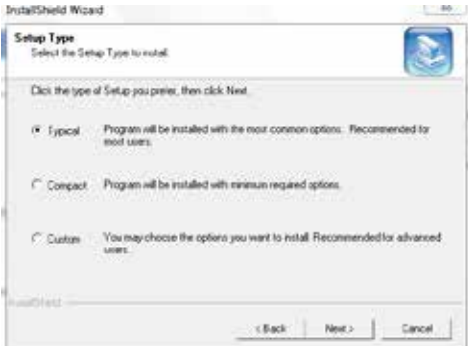 InstallShield Wizard
Setup Type
Select the Setup Type to install.
Click the type of Setup you prefer, then click Next.
Typical Program will be installed with the most common options. Recommended for
most users.
Compact Program will be installed with minimum required options.
Custom You may choose the options you want to install. Recommended for advanced
users.
InstallShield
< Back Next > Cancel